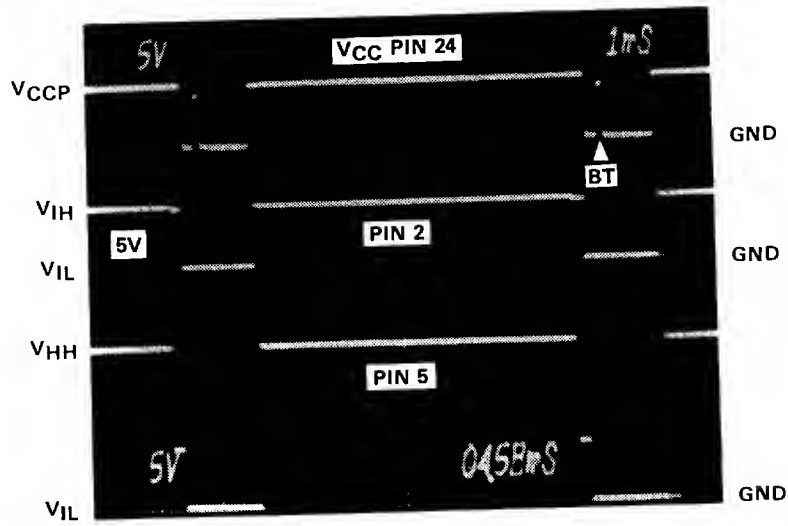 5V
VCC PIN 24
1mS
VCCP
GND
BT
VIH
5V
PIN 2
VIL
GND
VHH
PIN 5
5V
VIL
GND